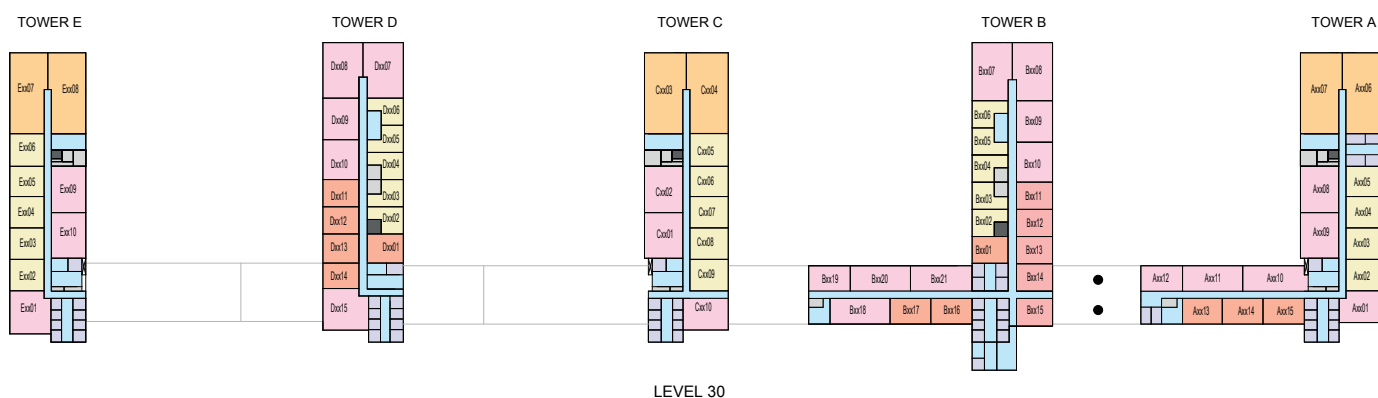 TOWER E
TOWER D
TOWER C
TOWER B
TOWER A
Exx07
Exx08
Exx06
Exx05
Exx09
Exx04
Exx03
Exx10
Exx02
Exx01
Dxx08
Dxx07
Dxx09
Dxx06
Dxx05
Dxx10
Dxx04
Dxx11
Dxx03
Dxx12
Dxx02
Dxx13
Dxx01
Dxx14
Dxx15
Cxx03
Cxx04
Cxx05
Cxx02
Cxx06
Cxx07
Cxx01
Cxx08
Cxx09
Cxx10
Bxx07
Bxx08
Bxx06
Bxx09
Bxx05
Bxx04
Bxx10
Bxx03
Bxx11
Bxx02
Bxx12
Bxx01
Bxx13
Bxx19
Bxx20
Bxx21
Bxx14
Bxx18
Bxx17
Bxx16
Bxx15
Axx07
Axx06
Axx08
Axx05
Axx04
Axx09
Axx03
Axx12
Axx11
Axx10
Axx02
Axx13
Axx14
Axx15
Axx01
LEVEL 30